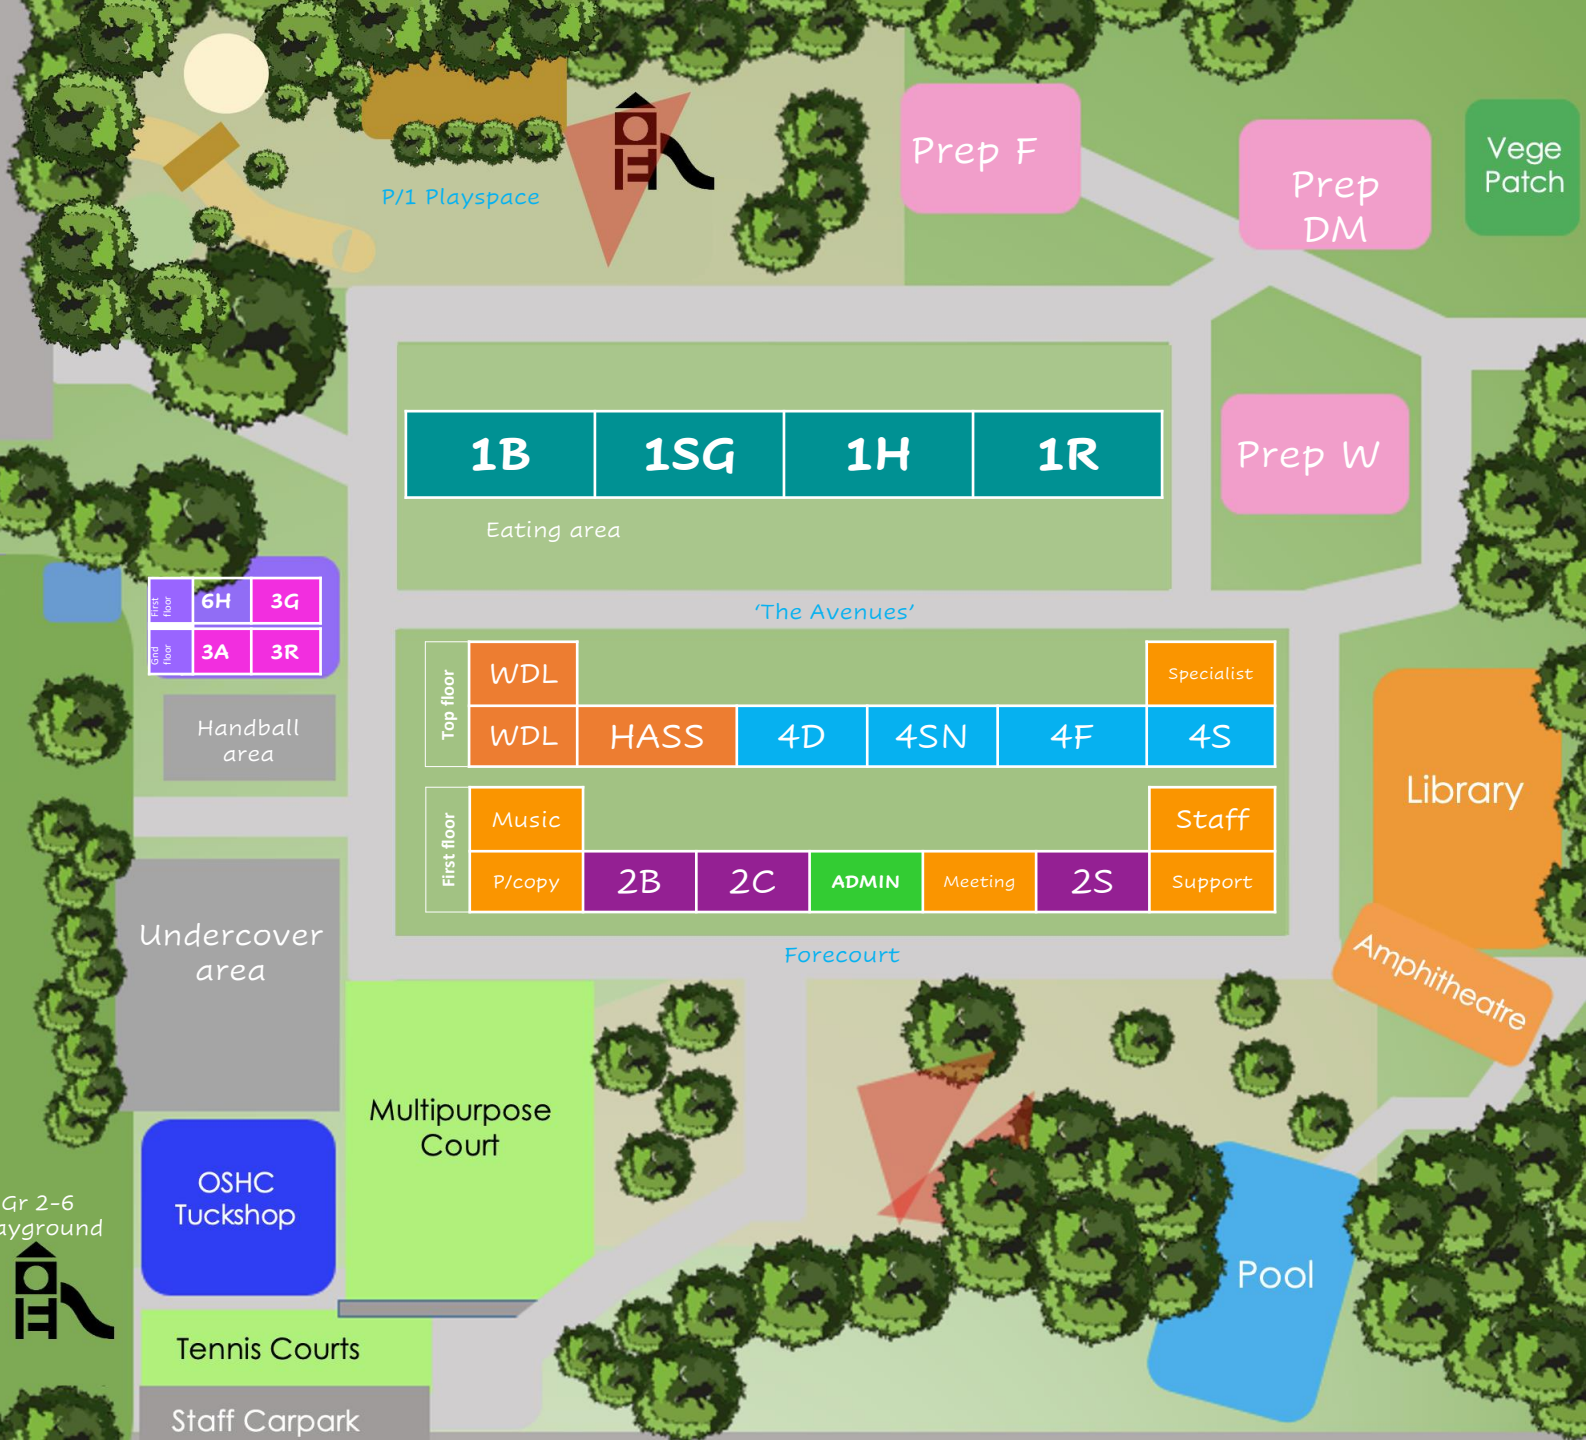 Prep F
Prep
DM
Vege
Patch
P/1 Playspace
1B
1SG
1H
1R
Prep W
Eating area
First
floor
6H
3G
Gnd
floor
3A
3R
'The Avenues'
Handball
area
Top floor
WDL
Specialist
WDL
HASS
4D
4SN
4F
4S
Library
First floor
Music
Staff
P/copy
2B
2C
ADMIN
Meeting
2S
Support
Undercover
area
Forecourt
Amphitheatre
Multipurpose
Court
OSHC
Tuckshop
Gr 2-6
ayground
Pool
Tennis Courts
Staff Carpark